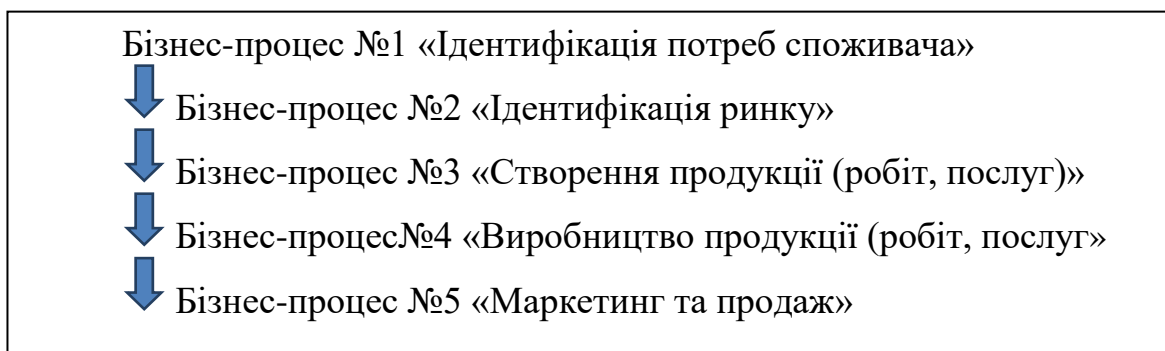 Бізнес-процес №1 «Ідентифікація потреб споживача»
Бізнес-процес №2 «Ідентифікація ринку»
Бізнес-процес №3 «Створення продукції (робіт, послуг)»
Бізнес-процес№4 «Виробництво продукції (робіт, послуг»
Бізнес-процес №5 «Маркетинг та продаж»